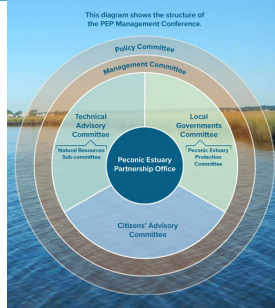 This diagram shows the structure of
the PEP Management Conference.
Policy Committee
Management Committee
Technical
Advisory
Committee
Natural Resources
Sub-committee
Local
Governments
Committee
Peconic Estuary
Protection
Committee
Peconic Estuary
Partnership Office
Citizens' Advisory
Committee